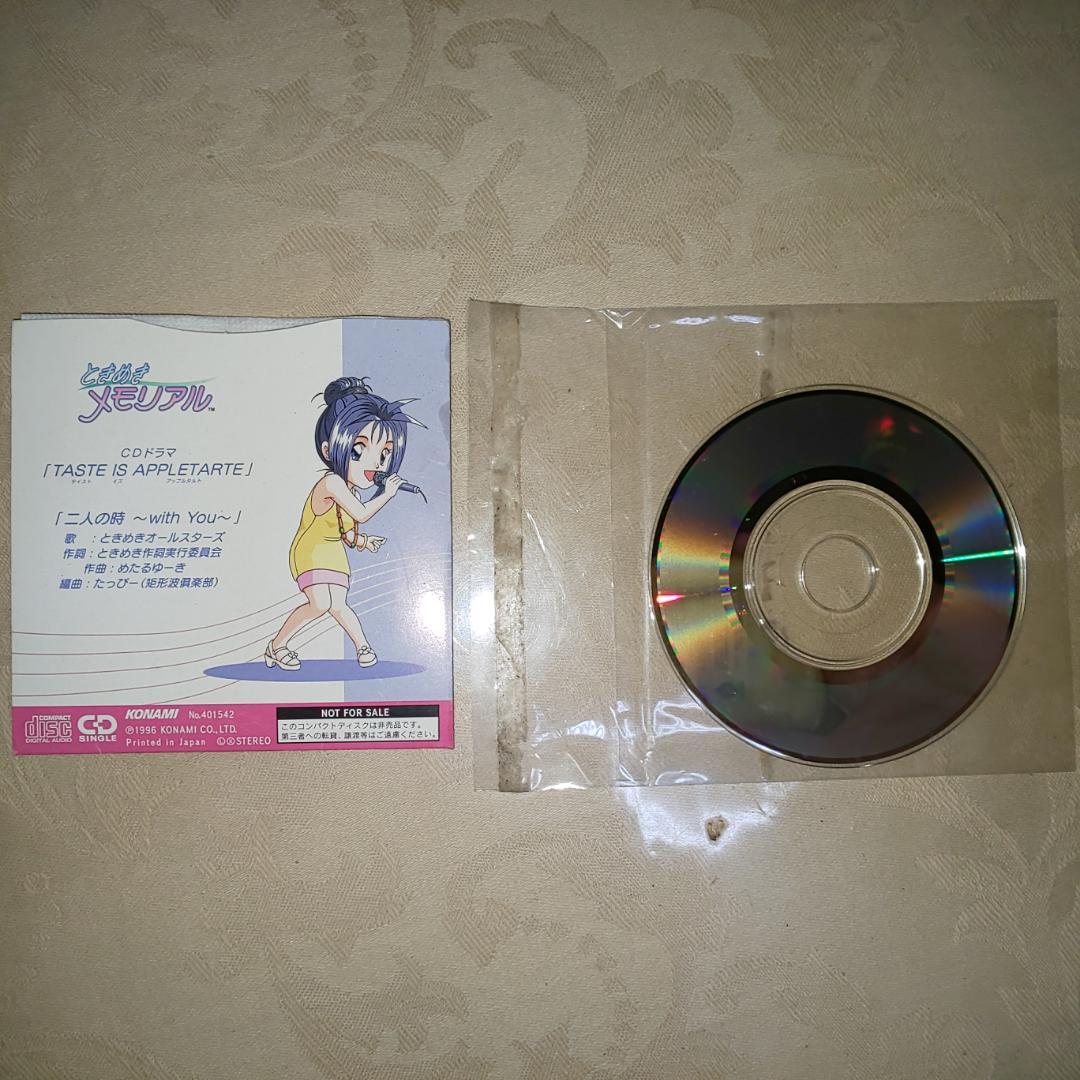 ときめき
メモリアル™
CDドラマ
「TASTE IS APPLETARTE」
テイスト イズ アップルタルト
「二人の時 ～with You～」
歌 : ときめきオールスターズ
作詞 : ときめき作詞実行委員会
作曲 : めたるゆーき
編曲 : たっぴー(矩形波倶楽部)
COMPACT
disc
DIGITAL AUDIO
CD
SINGLE
KONAMI No.401542
Ⓟ1996 KONAMI CO., LTD.
Printed in Japan ⒸⓍSTEREO
NOT FOR SALE
このコンパクトディスクは非売品です。
第三者への転貸、譲渡等はご遠慮ください。